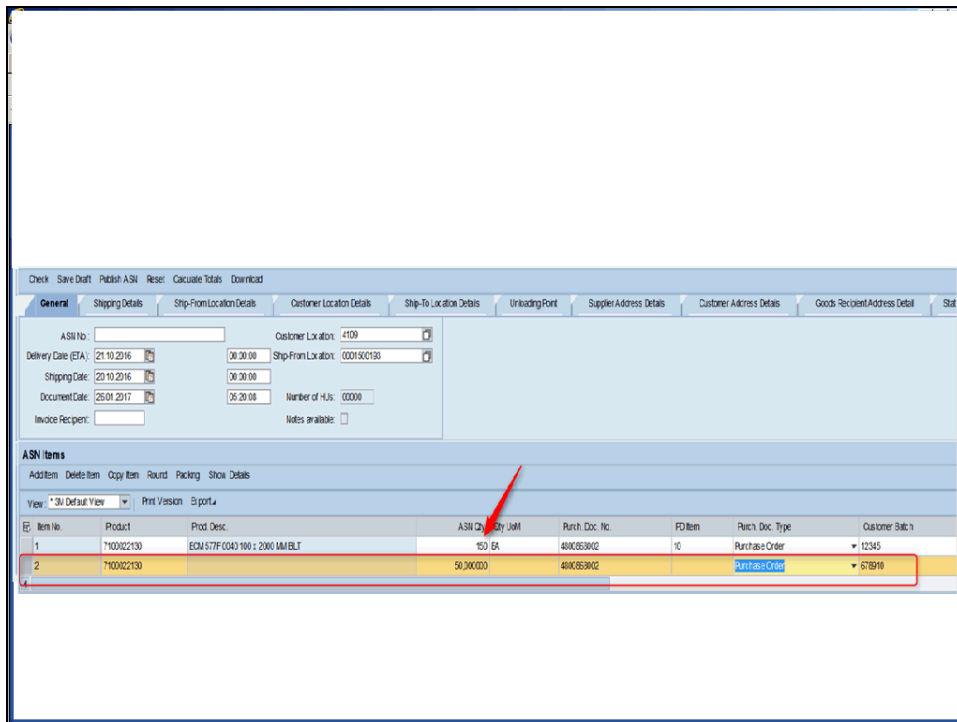 Check Save Draft Publish ASN Reset Calcuate Totals Download
General Shipping Details Ship-From Location Details Customer Location Details Ship-To Location Details Unloading Point Supplier Address Details Customer Address Details Goods Recipient Address Detail Stat
ASN No.: Customer Location: 4109
Delivery Date (ETA): 21.10.2016 00:00:00 Ship-From Location: 0001500193
Shipping Date: 20.10.2016 00:00:00
Document Date: 26.01.2017 05:20:08 Number of HUs: 00000
Invoice Recipient: Notes available:
ASN Items
Add Item Delete Item Copy Item Round Packing Show Details
View: * 3M Default View Print Version Export
Item No. Product Prod. Desc. ASN Qty Qty UoM Purch. Doc. No. PD Item Purch. Doc. Type Customer Batch
1 7100022130 ECM 577F 0040 100 x 2000 MM BLT 150 EA 4800868002 10 Purchase Order 12345
2 7100022130 50,000000 4800868002 Purchase Order 678910